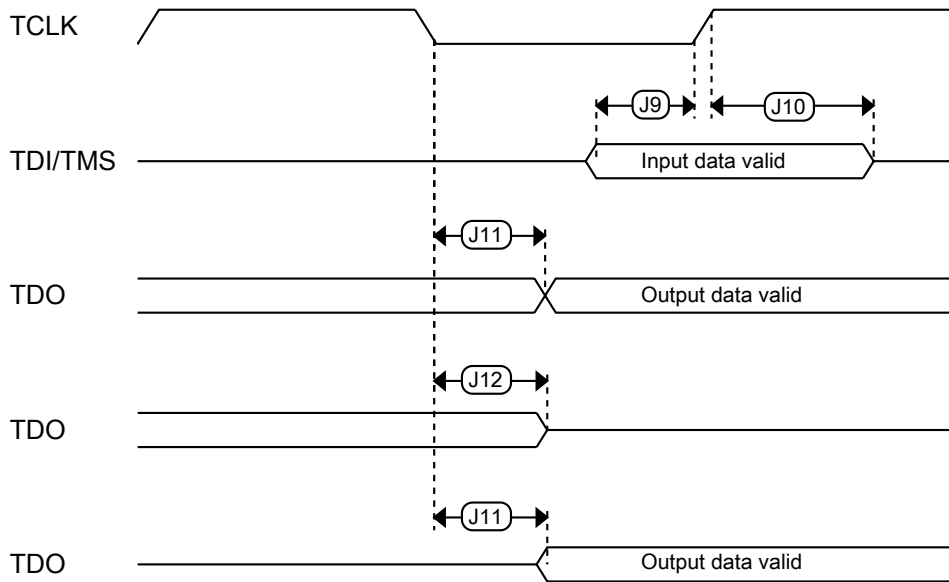 TCLK
J9
J10
TDI/TMS
Input data valid
J11
TDO
Output data valid
J12
TDO
J11
TDO
Output data valid